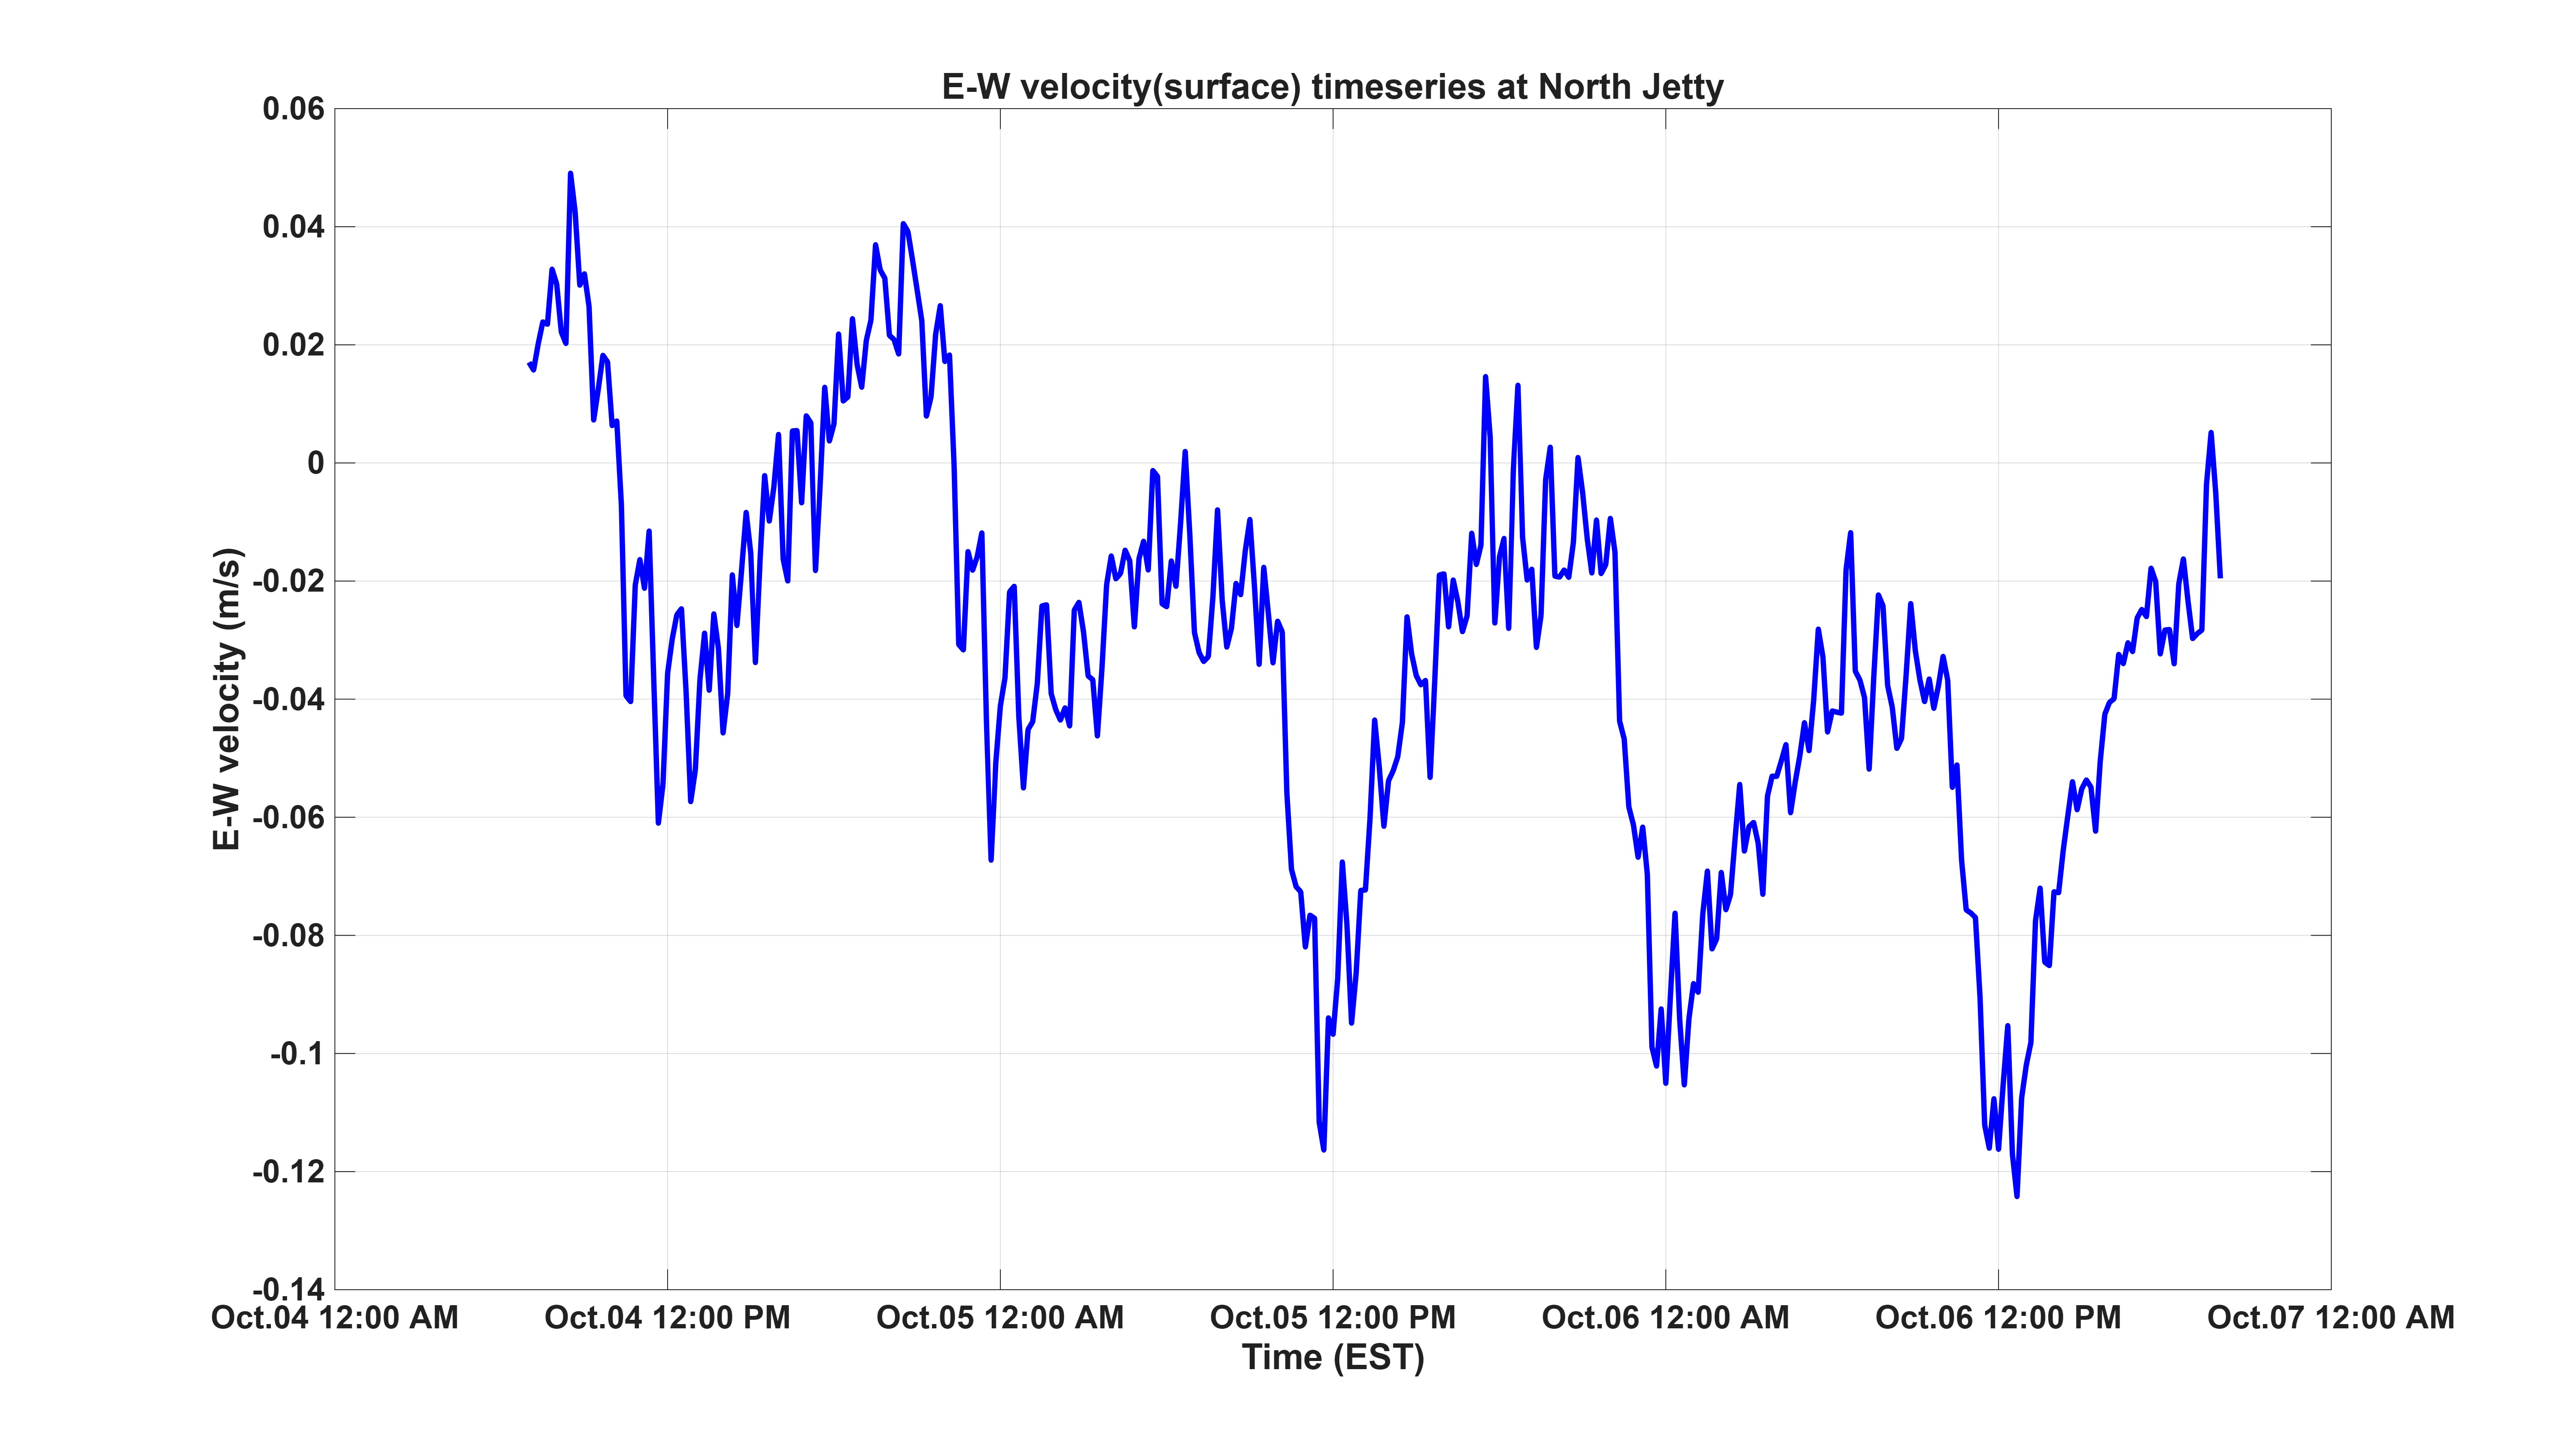 E-W velocity(surface) timeseries at North Jetty
0.06
0.04
0.02
0
-0.02
-0.04
-0.06
-0.08
-0.1
-0.12
-0.14
E-W velocity (m/s)
Oct.04 12:00 AM Oct.04 12:00 PM Oct.05 12:00 AM Oct.05 12:00 PM Oct.06 12:00 AM Oct.06 12:00 PM Oct.07 12:00 AM
Time (EST)